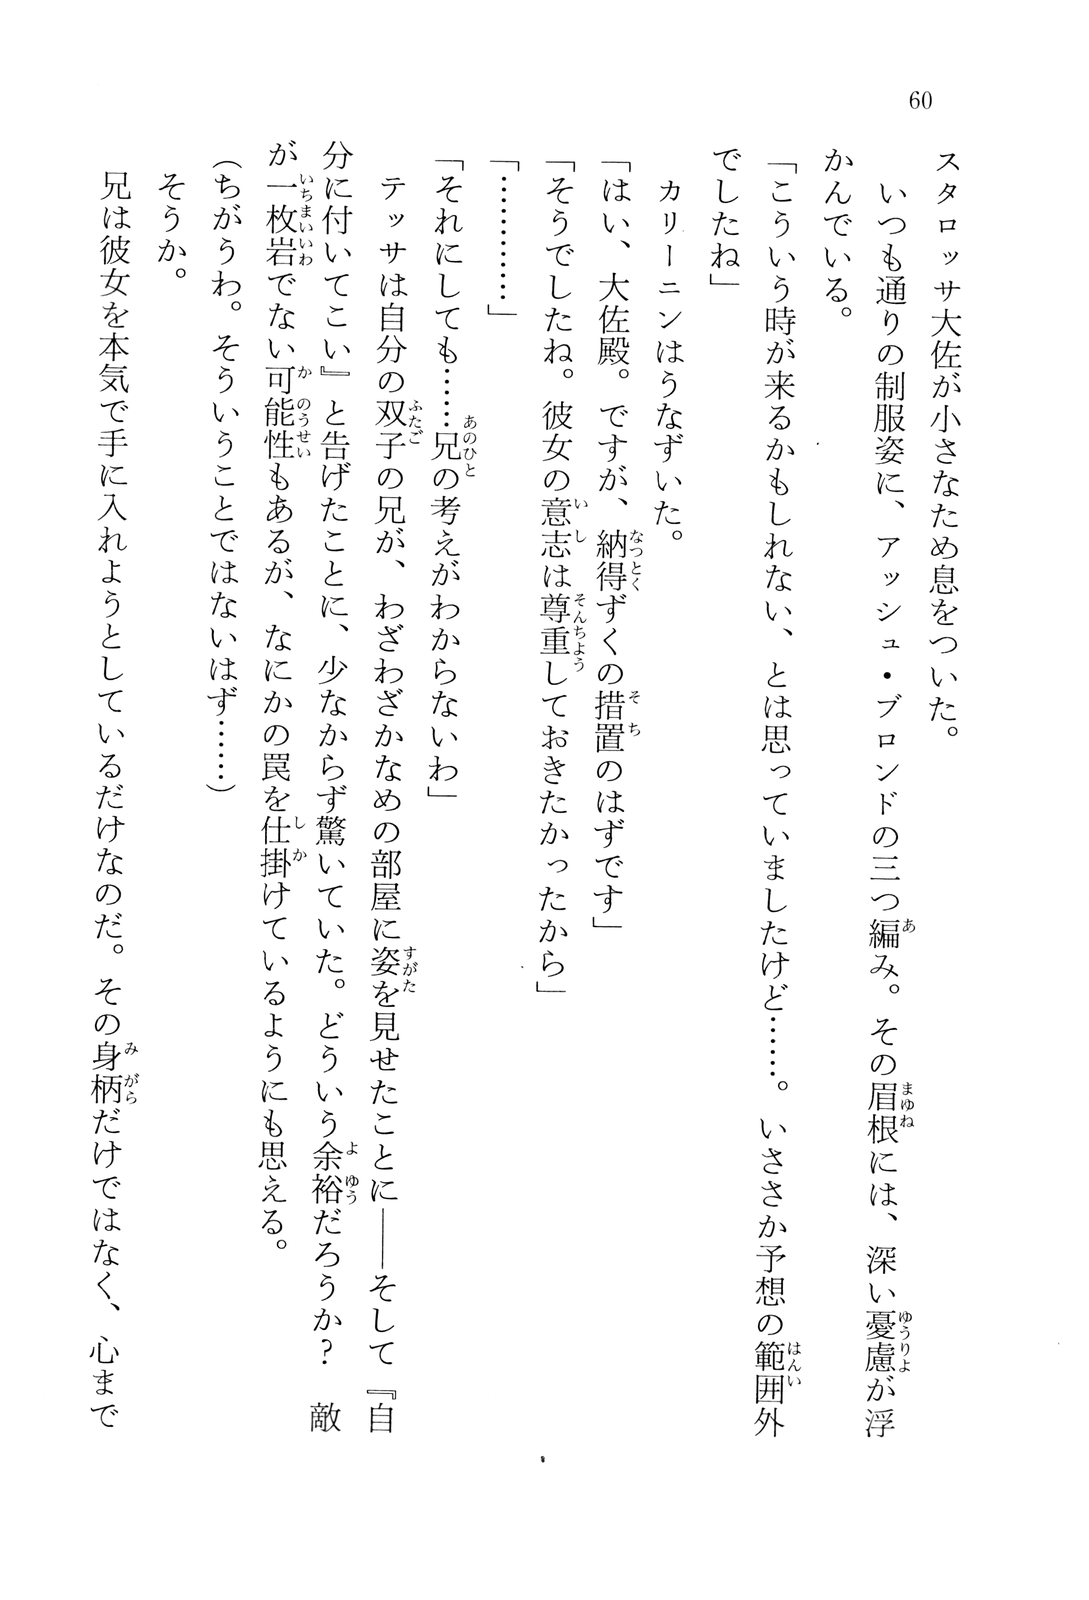 60
スタロッサ大佐が小さなため息をついた。
いつも通りの制服姿に、アッシュ・ブロンドの三つ編み。その眉根には、深い憂慮が浮
かんでいる。
「こういう時が来るかもしれない、とは思っていましたけど……。いささか予想の範囲外
でしたね」
カリーニンはうなずいた。
「はい、大佐殿。ですが、納得ずくの措置のはずです」
「そうでしたね。彼女の意志は尊重しておきたかったから」
「…………」
「それにしても……兄の考えがわからないわ」
テッサは自分の双子の兄が、わざわざかなめの部屋に姿を見せたことに――そして『自
分に付いてこい』と告げたことに、少なからず驚いていた。どういう余裕だろうか？　敵
が一枚岩でない可能性もあるが、なにかの罠を仕掛けているようにも思える。
（ちがうわ。そういうことではないはず……）
そうか。
兄は彼女を本気で手に入れようとしているだけなのだ。その身柄だけではなく、心まで